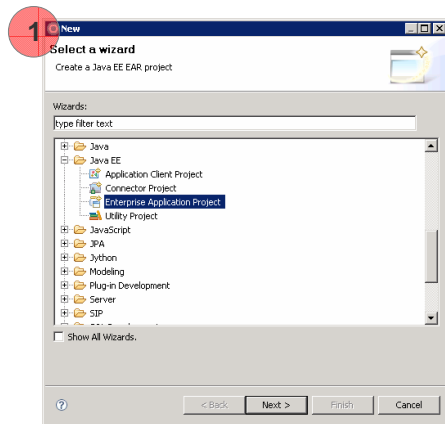 1
New
Select a wizard
Create a Java EE EAR project
Wizards:
type filter text
Java
Java EE
Application Client Project
Connector Project
Enterprise Application Project
Utility Project
JavaScript
JPA
Jython
Modeling
Plug-in Development
Server
SIP
Show All Wizards.
< Back Next > Finish Cancel